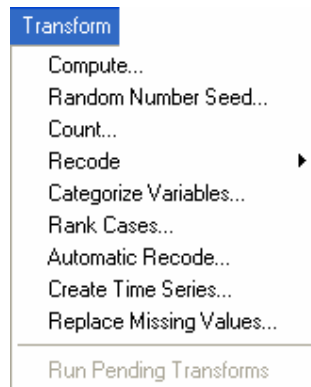 Transform
Compute...
Random Number Seed...
Count...
Recode
Categorize Variables...
Rank Cases...
Automatic Recode...
Create Time Series...
Replace Missing Values...
Run Pending Transforms